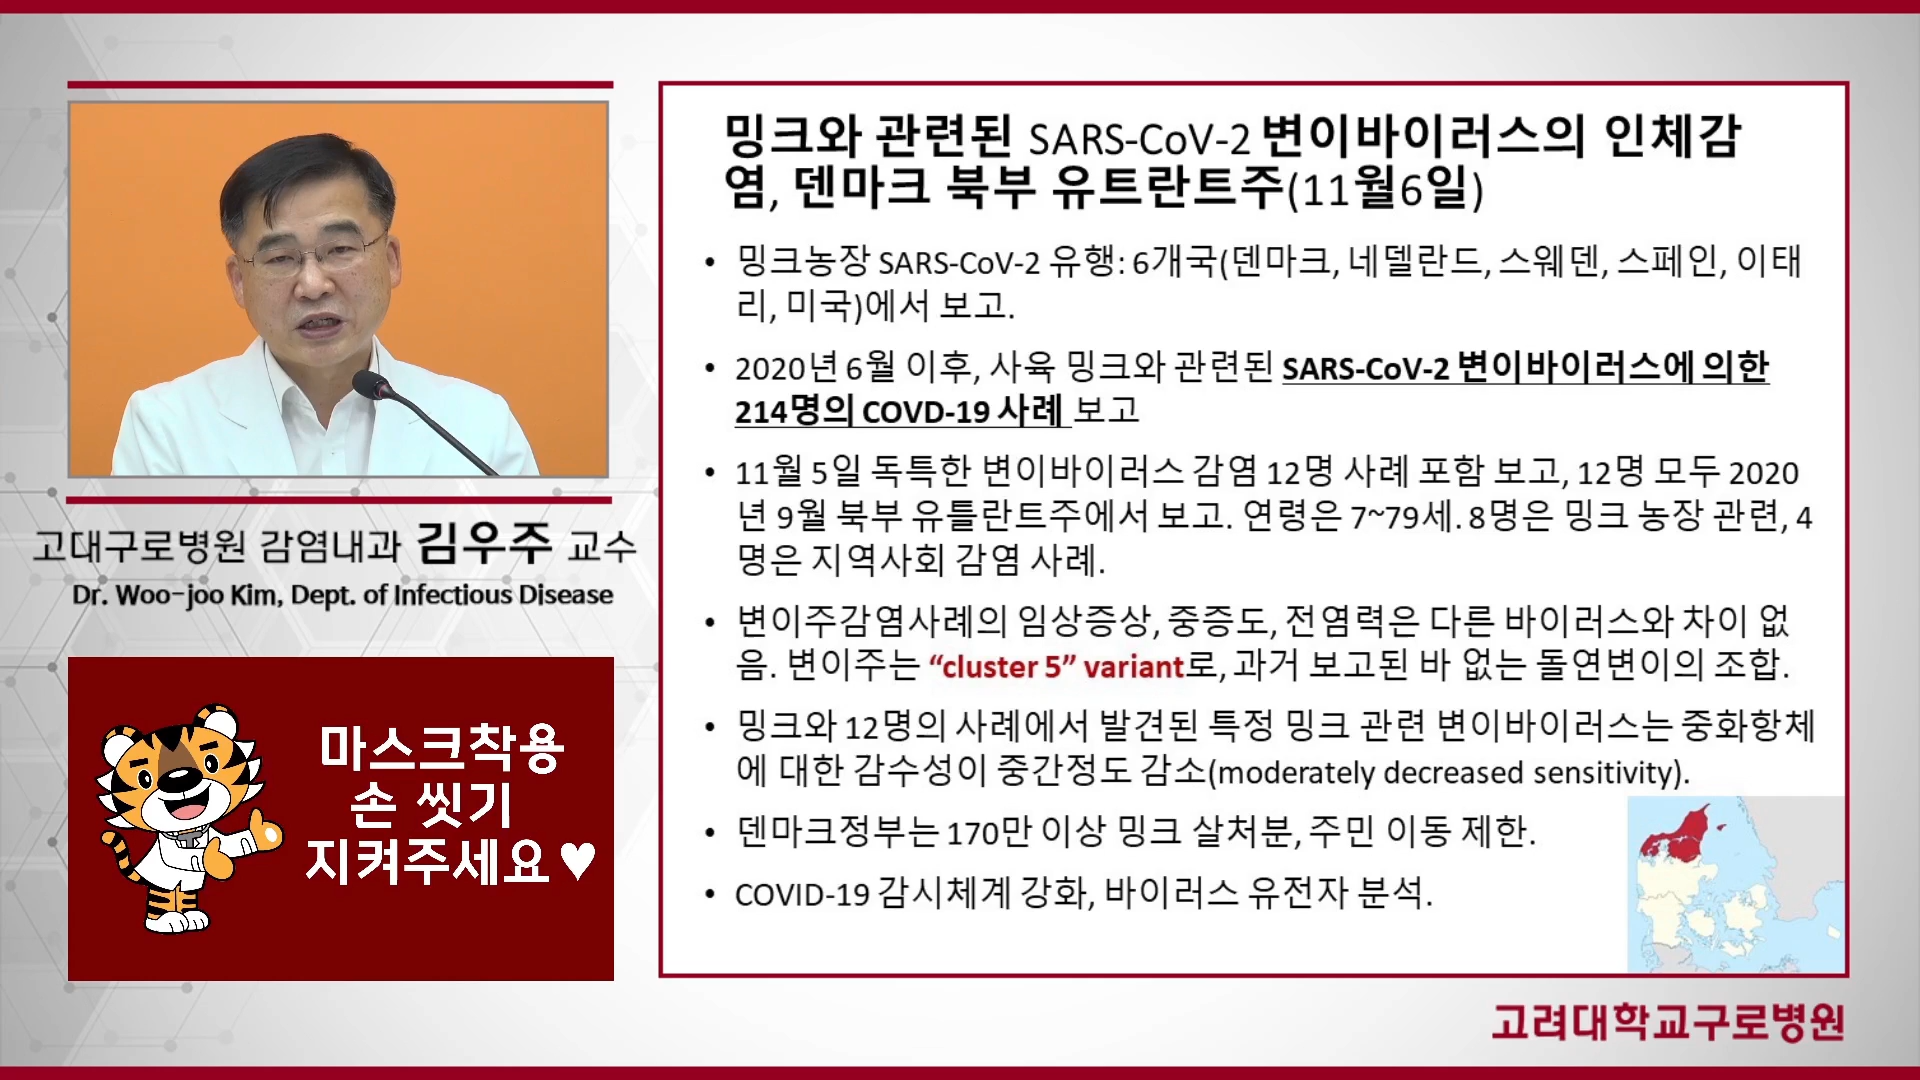 고대구로병원 감염내과 김우주 교수
Dr. Woo-joo Kim, Dept. of Infectious Disease
마스크착용
손 씻기
지켜주세요♥
밍크와 관련된 SARS-CoV-2 변이바이러스의 인체감
염, 덴마크 북부 유트란트주(11월6일)
• 밍크농장 SARS-CoV-2 유행: 6개국(덴마크, 네델란드, 스웨덴, 스페인, 이태
리, 미국)에서 보고.
• 2020년 6월 이후, 사육 밍크와 관련된 SARS-CoV-2 변이바이러스에 의한
214명의 COVD-19 사례 보고
• 11월 5일 독특한 변이바이러스 감염 12명 사례 포함 보고, 12명 모두 2020
년 9월 북부 유틀란트주에서 보고. 연령은 7~79세. 8명은 밍크 농장 관련, 4
명은 지역사회 감염 사례.
• 변이주감염사례의 임상증상, 중증도, 전염력은 다른 바이러스와 차이 없
음. 변이주는 “cluster 5” variant로, 과거 보고된 바 없는 돌연변이의 조합.
• 밍크와 12명의 사례에서 발견된 특정 밍크 관련 변이바이러스는 중화항체
에 대한 감수성이 중간정도 감소(moderately decreased sensitivity).
• 덴마크정부는 170만 이상 밍크 살처분, 주민 이동 제한.
• COVID-19 감시체계 강화, 바이러스 유전자 분석.
고려대학교구로병원